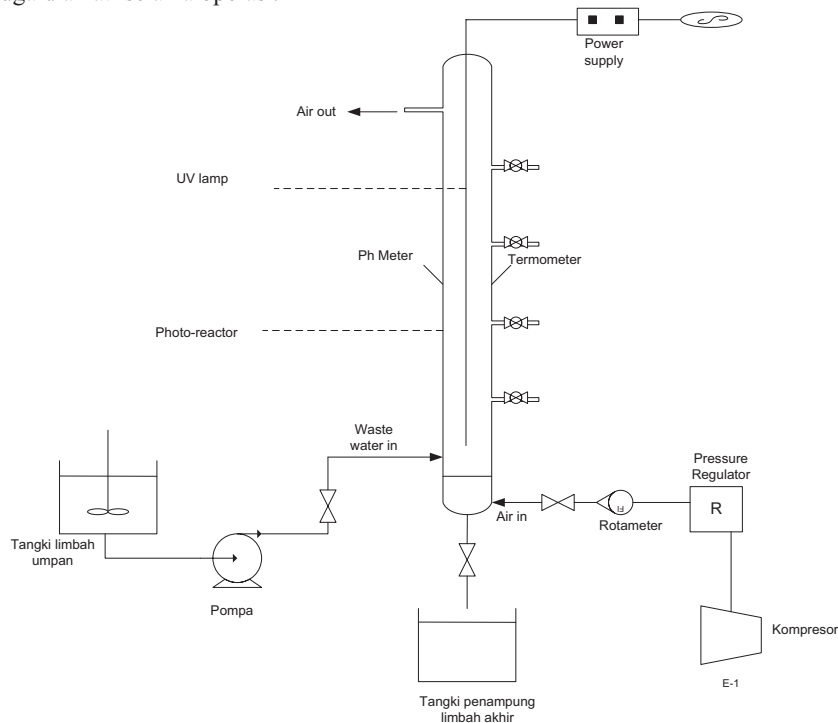 Power
supply
Air out
UV lamp
Ph Meter
Termometer
Photo-reactor
Waste
water in
Pressure
Regulator
R
FI
Rotameter
Air in
Tangki limbah
umpan
Pompa
Kompresor
E-1
Tangki penampung
limbah akhir